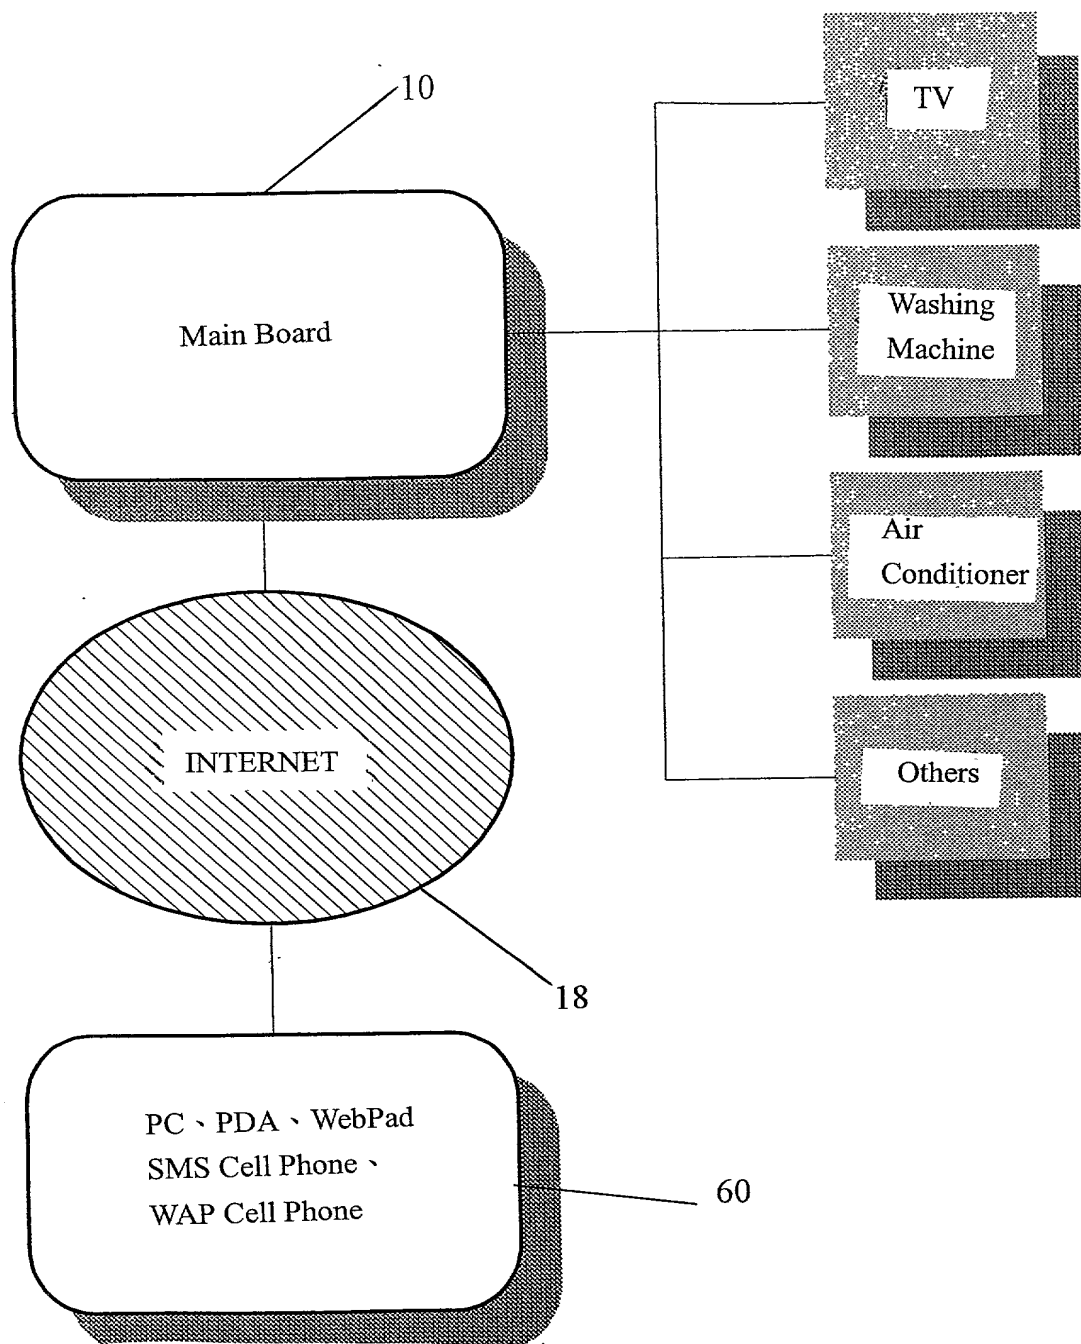 10
TV
Main Board
Washing
Machine
Air
Conditioner
INTERNET
Others
18
PC、PDA、WebPad
SMS Cell Phone、
WAP Cell Phone
60